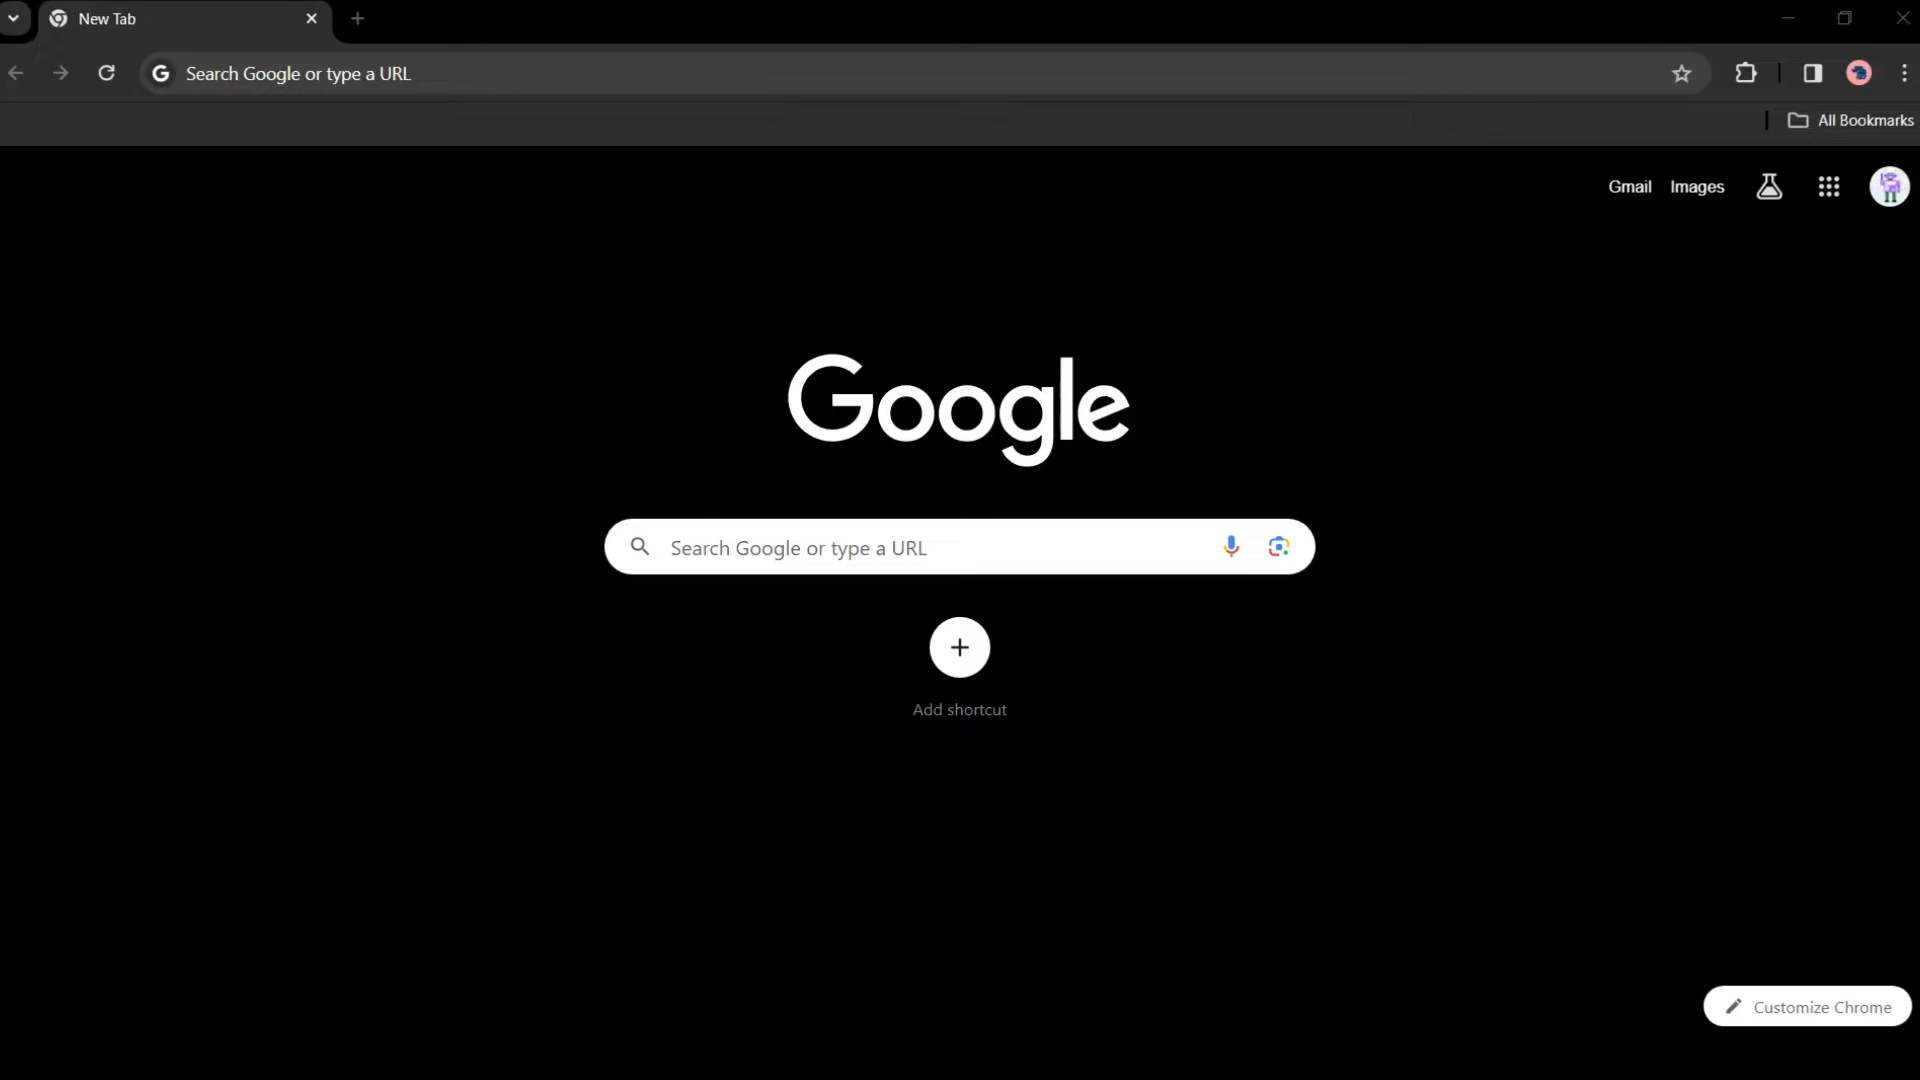 New Tab
Search Google or type a URL
All Bookmarks
Gmail Images
Google
Search Google or type a URL
Add shortcut
Customize Chrome